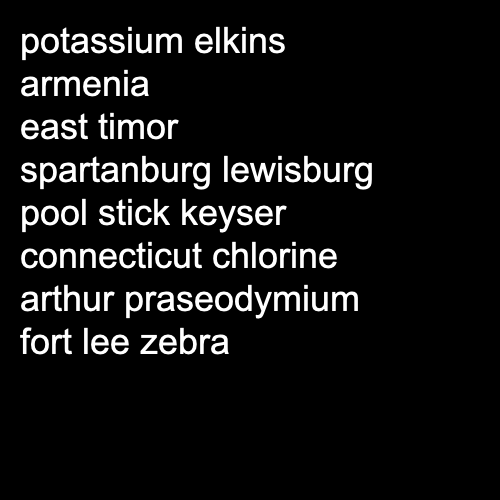 potassium elkins
armenia
east timor
spartanburg lewisburg
pool stick keyser
connecticut chlorine
arthur praseodymium
fort lee zebra